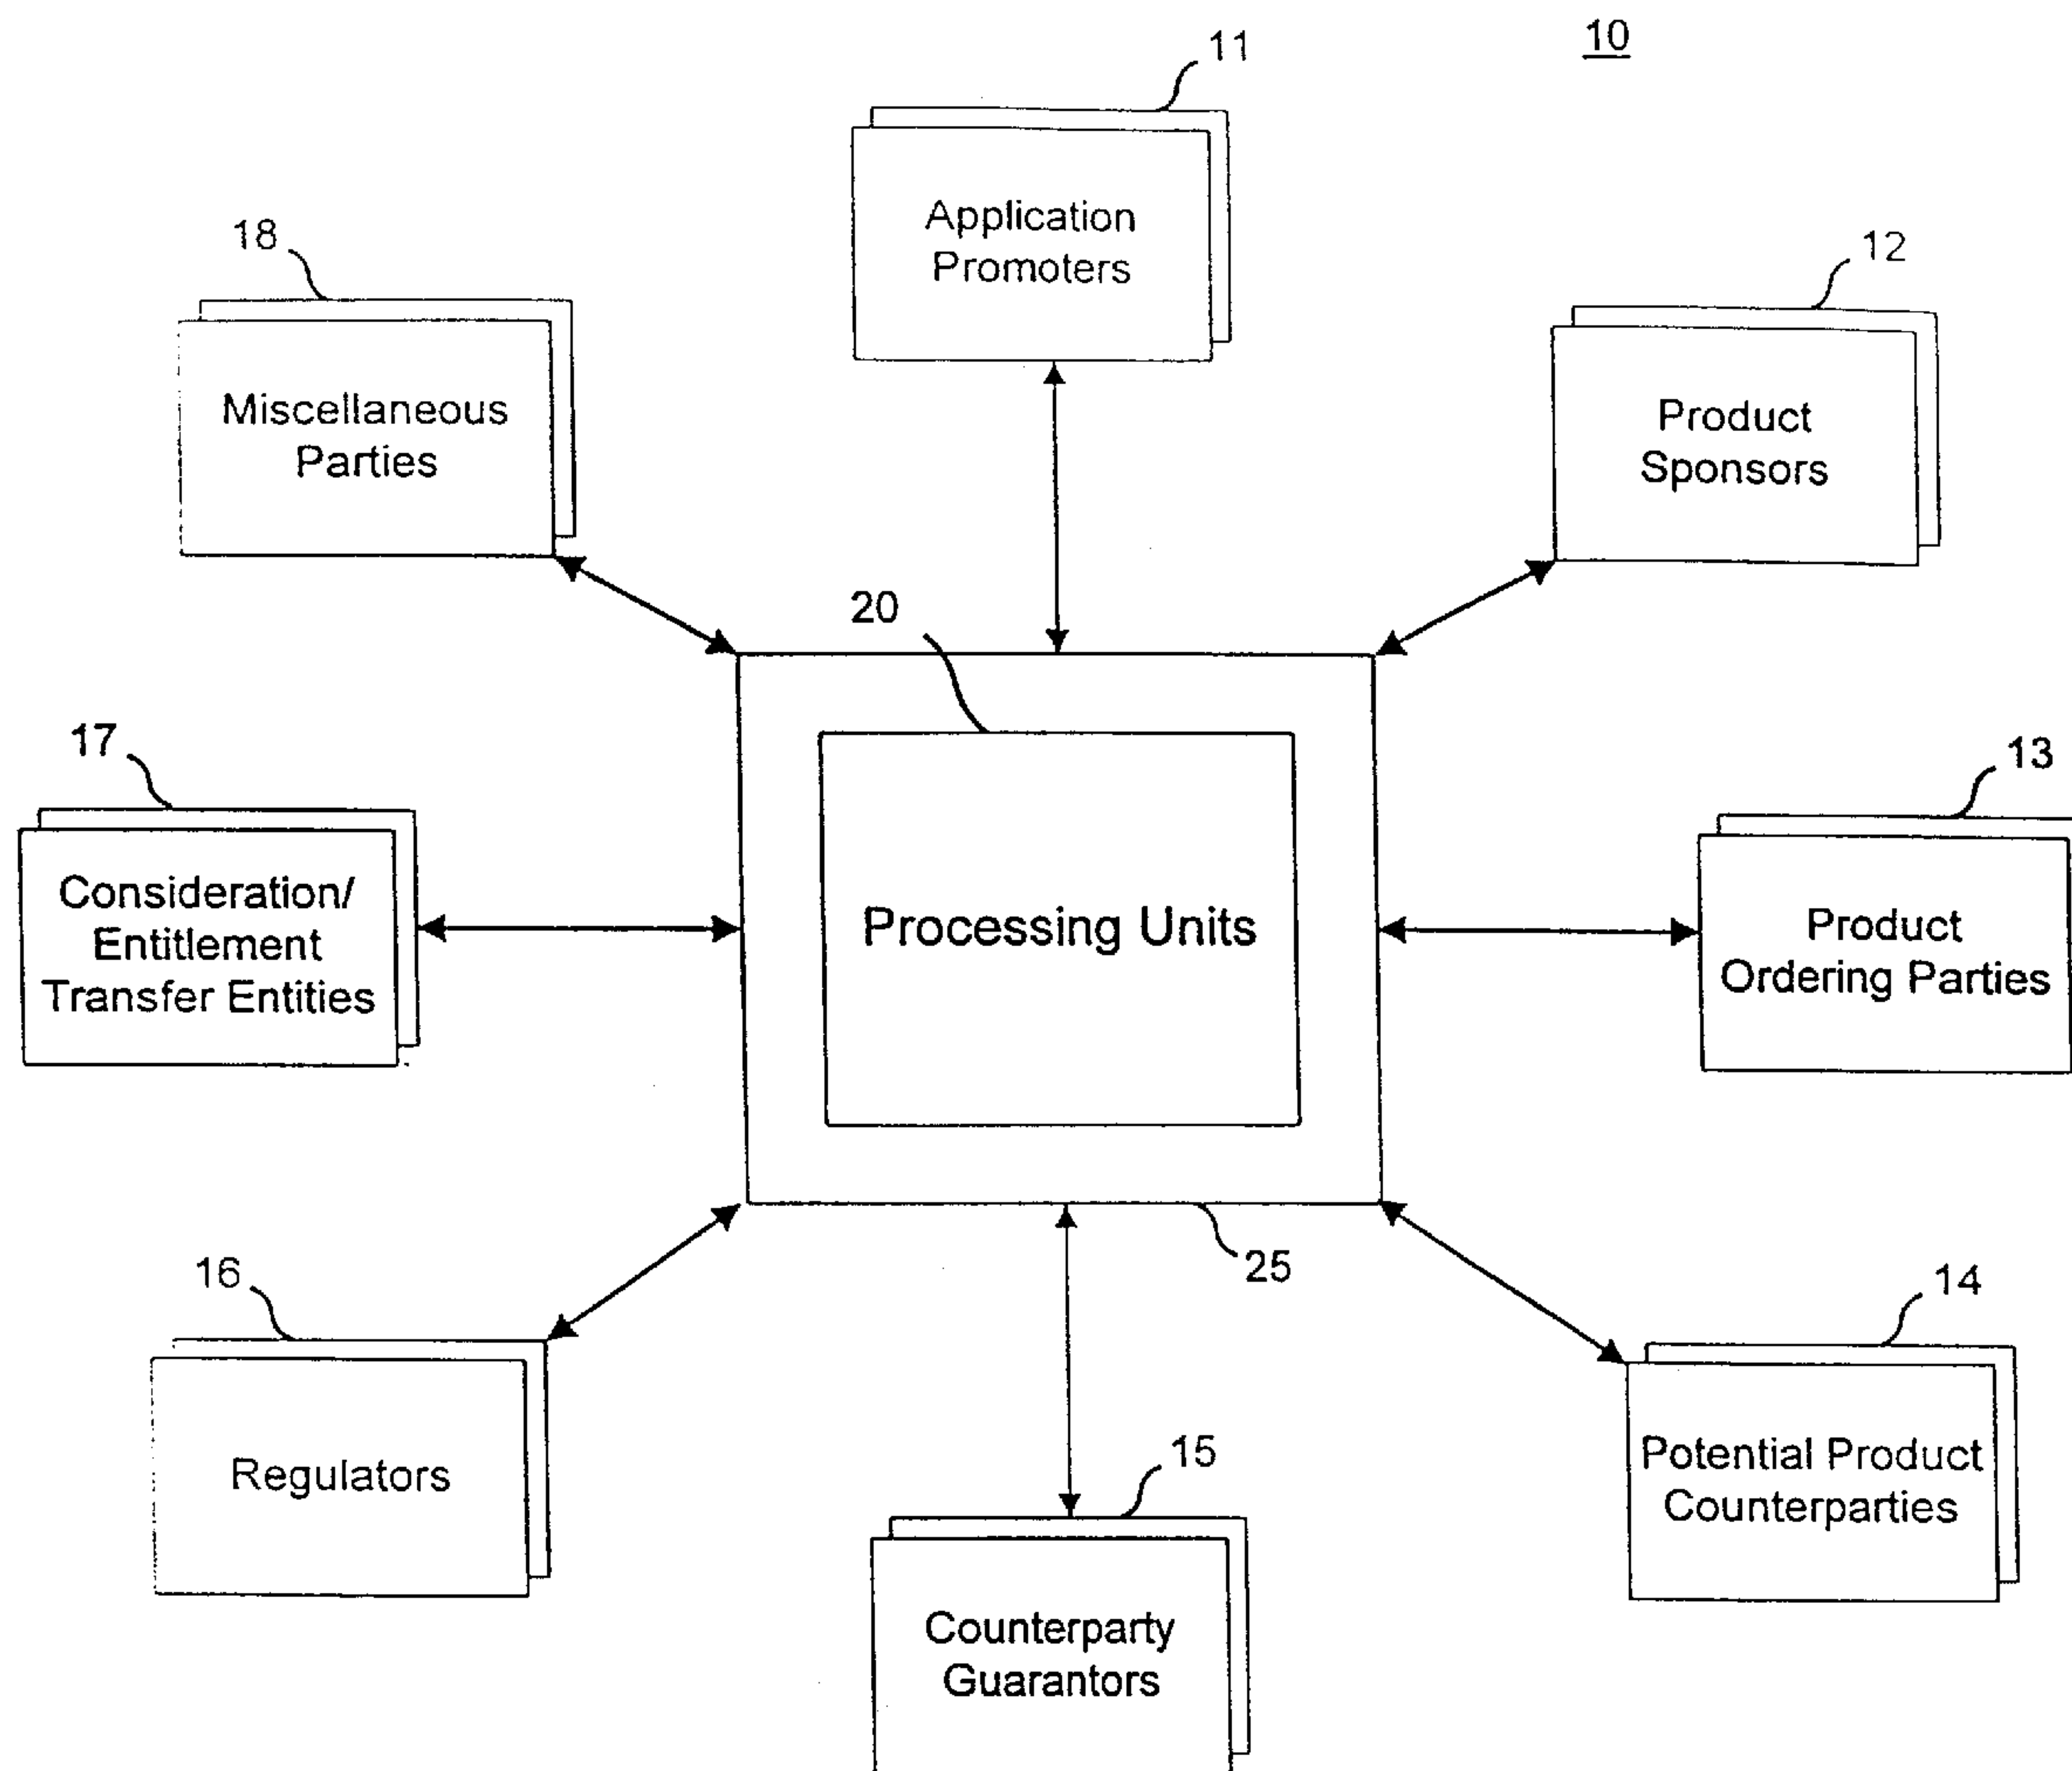 10
11
Application
Promoters
18
Miscellaneous
Parties
12
Product
Sponsors
20
Processing Units
17
Consideration/
Entitlement
Transfer Entities
13
Product
Ordering Parties
25
16
Regulators
14
Potential Product
Counterparties
15
Counterparty
Guarantors